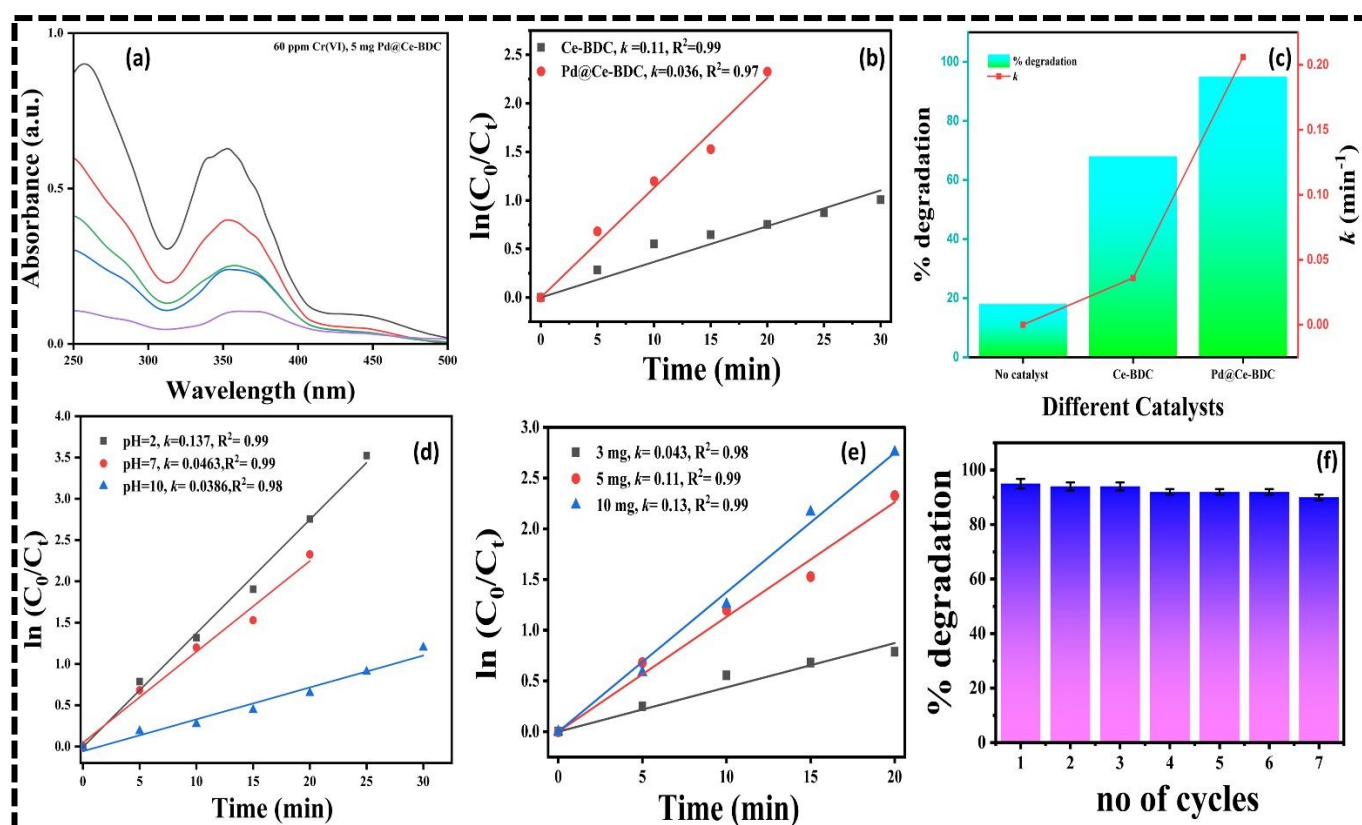 (a)
60 ppm Cr(VI), 5 mg Pd@Ce-BDC
1.0
0.5
0.0
Absorbance (a.u.)
250 300 350 400 450 500
Wavelength (nm)
(b)
Ce-BDC, k =0.11, R²=0.99
Pd@Ce-BDC, k=0.036, R²= 0.97
2.5
2.0
1.5
1.0
0.5
0.0
ln(C₀/Cₜ)
0 5 10 15 20 25 30
Time (min)
(c)
% degradation
k
100
80
60
40
20
0
% degradation
0.20
0.15
0.10
0.05
0.00
k (min⁻¹)
No catalyst Ce-BDC Pd@Ce-BDC
Different Catalysts
(d)
pH=2, k=0.137, R²= 0.99
pH=7, k= 0.0463,R²= 0.99
pH=10, k= 0.0386,R²= 0.98
4.0
3.5
3.0
2.5
2.0
1.5
1.0
0.5
0.0
ln (C₀/Cₜ)
0 5 10 15 20 25 30
Time (min)
(e)
3 mg, k= 0.043, R²= 0.98
5 mg, k= 0.11, R²= 0.99
10 mg, k= 0.13, R²= 0.99
3.0
2.5
2.0
1.5
1.0
0.5
0.0
ln (C₀/Cₜ)
0 5 10 15 20
Time (min)
(f)
100
80
60
40
20
0
% degradation
1 2 3 4 5 6 7
no of cycles